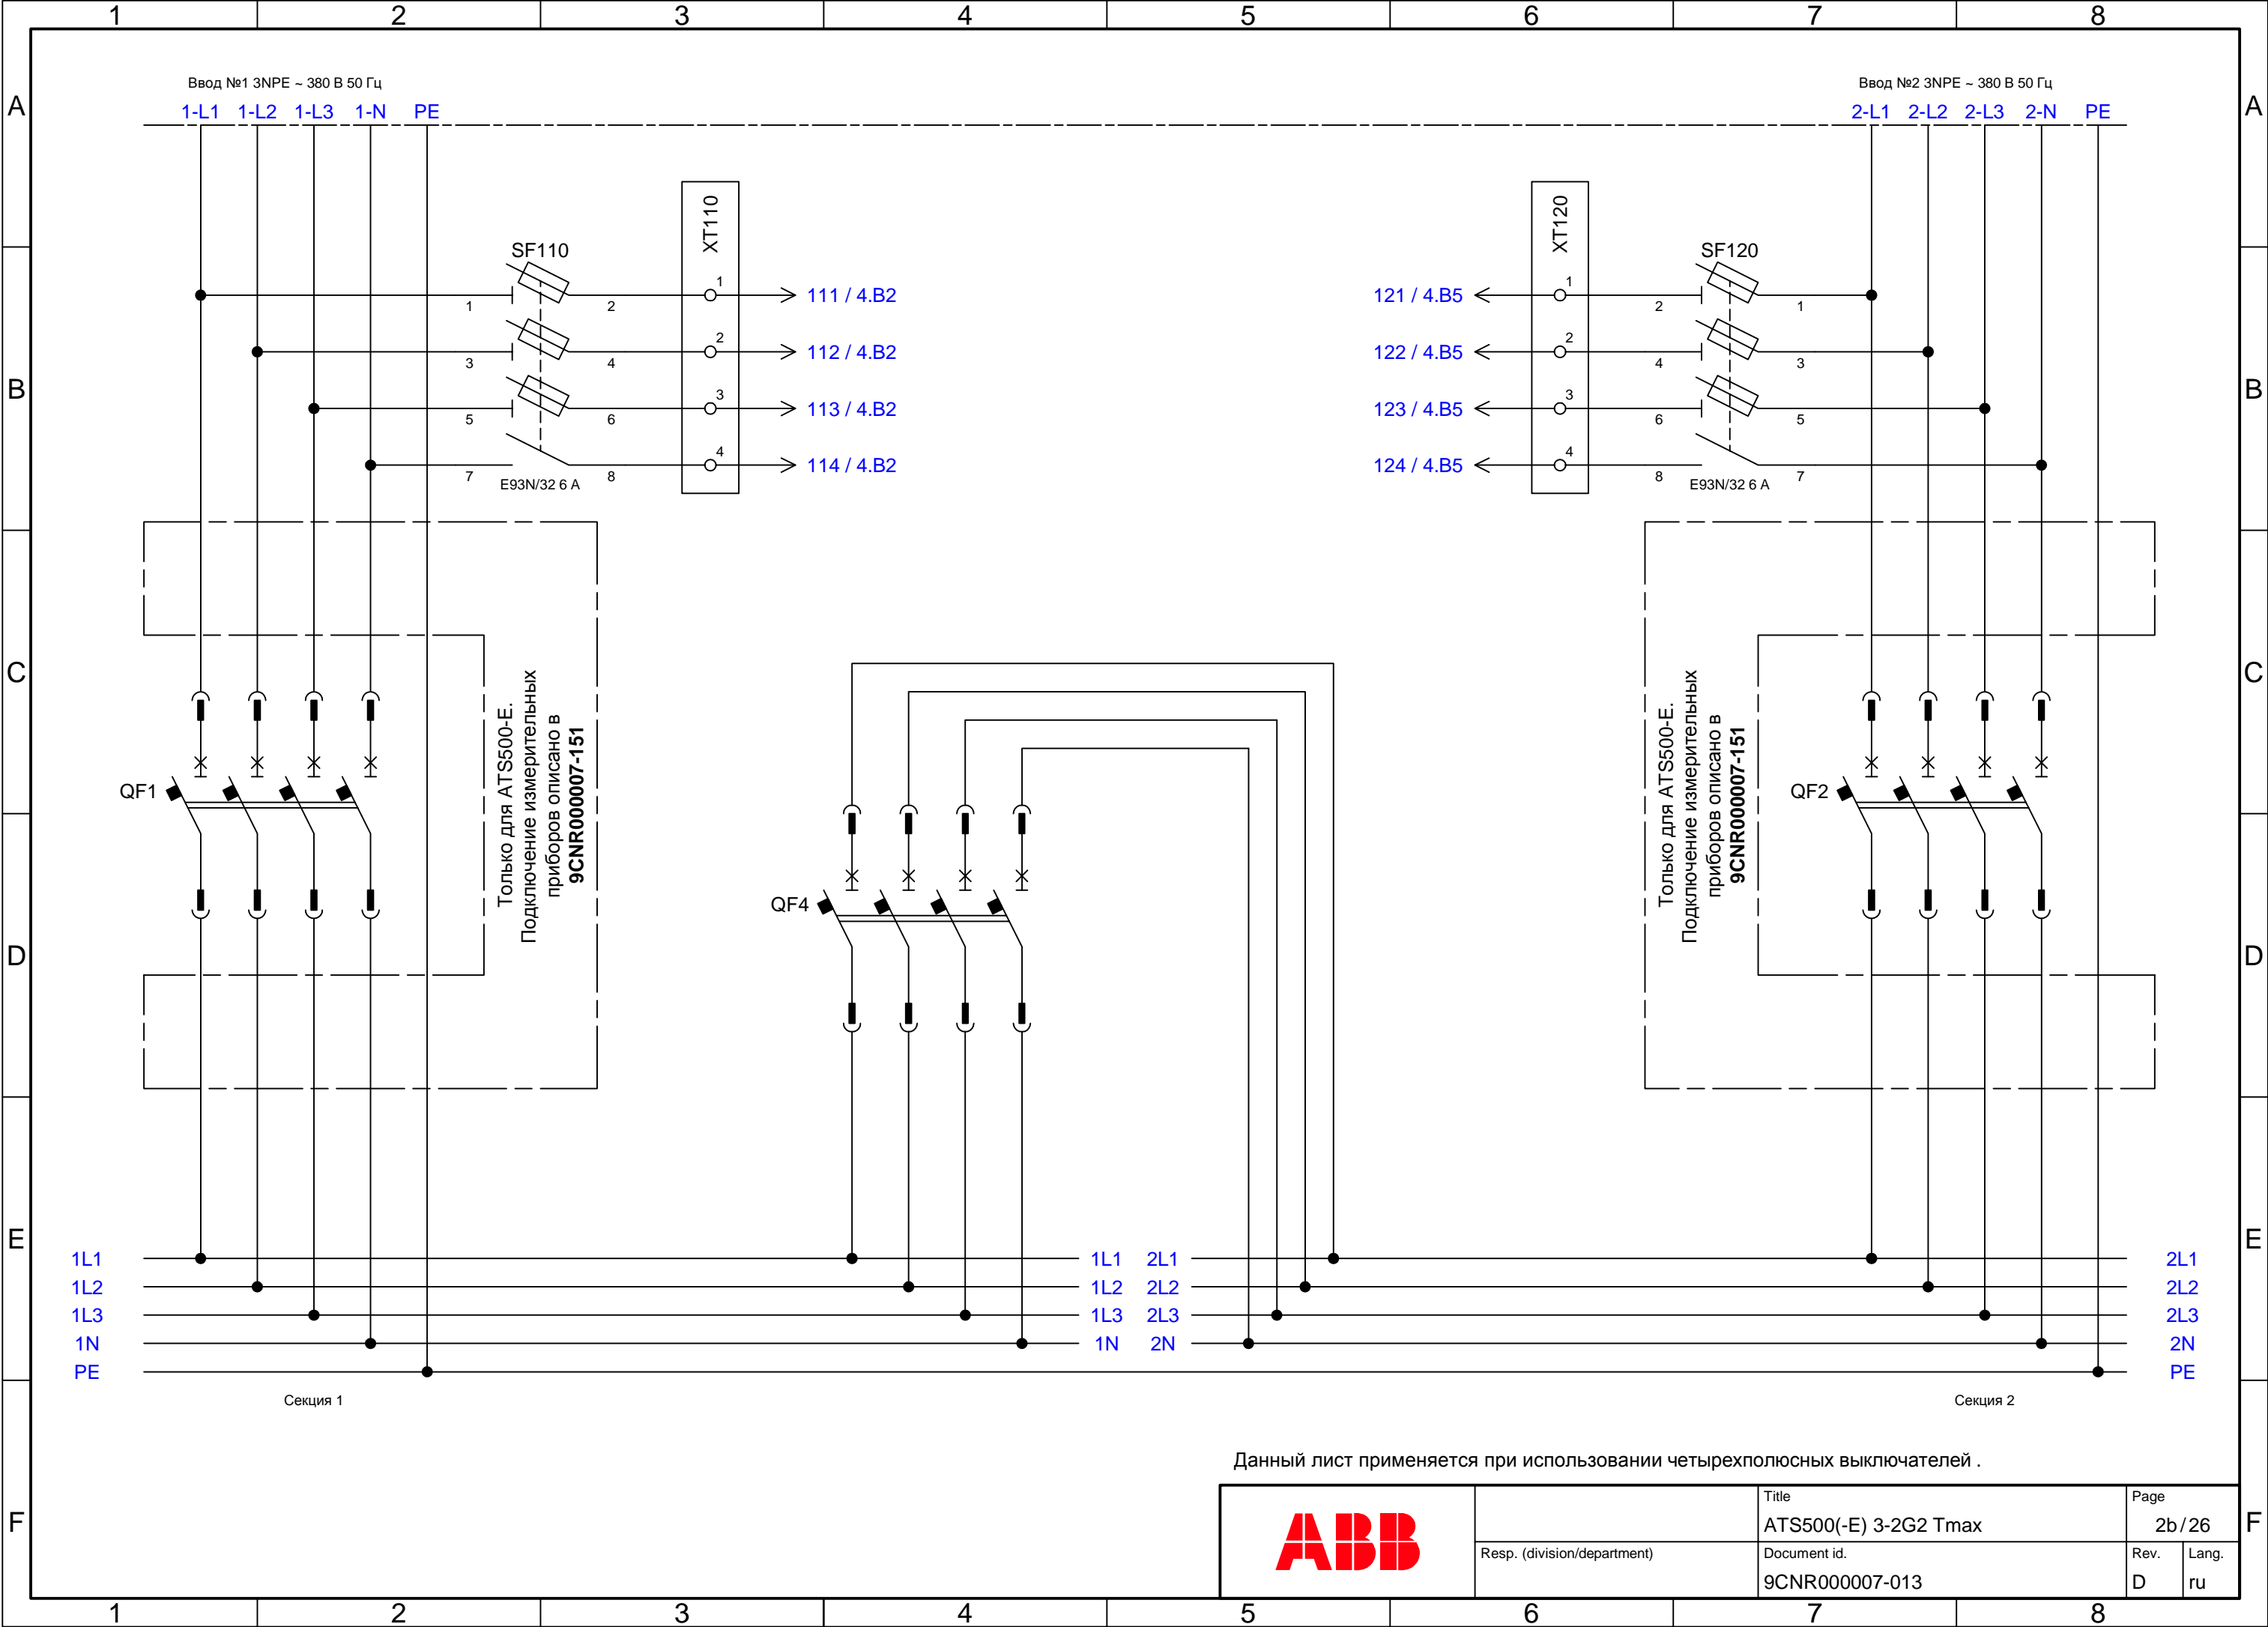 1 2 3 4 5 6 7 8
A A
B B
C C
D D
E E
F F
Ввод №1 3NPE ~ 380 В 50 Гц
1-L1 1-L2 1-L3 1-N PE
Ввод №2 3NPE ~ 380 В 50 Гц
2-L1 2-L2 2-L3 2-N PE
SF110
XT110
1 2 1 111 / 4.B2
3 4 2 112 / 4.B2
5 6 3 113 / 4.B2
7 8 4 114 / 4.B2
E93N/32 6 A
XT120
SF120
121 / 4.B5 1 2 1
122 / 4.B5 2 4 3
123 / 4.B5 3 6 5
124 / 4.B5 4 8 7
E93N/32 6 A
QF1
Только для ATS500-E.
Подключение измерительных
приборов описано в
9CNR000007-151
QF4
Только для ATS500-E.
Подключение измерительных
приборов описано в
9CNR000007-151
QF2
1L1 1L1 2L1 2L1
1L2 1L2 2L2 2L2
1L3 1L3 2L3 2L3
1N 1N 2N 2N
PE PE
Секция 1
Секция 2
Данный лист применяется при использовании четырехполюсных выключателей .
ABB
Title
ATS500(-E) 3-2G2 Tmax
Page
2b / 26
Resp. (division/department)
Document id.
9CNR000007-013
Rev.
D
Lang.
ru
1 2 3 4 5 6 7 8